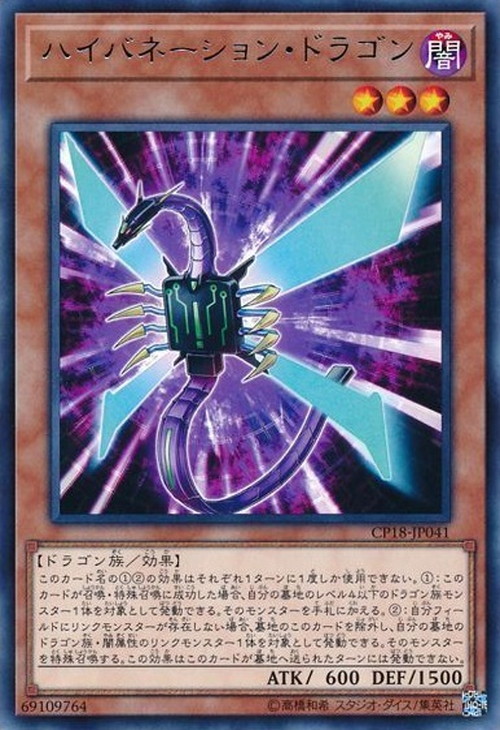 ハイバネーション・ドラゴン
やみ
闇
CP18-JP041
【ドラゴン族/効果】
このカード名の①②の効果はそれぞれ1ターンに1度しか使用できない。①:この
カードが召喚・特殊召喚に成功した場合、自分の墓地のレベル4以下のドラゴン族モン
スター1体を対象として発動できる。そのモンスターを手札に加える。②:自分フィール
ドにリンクモンスターが存在しない場合、墓地のこのカードを除外し、自分の墓地の
ドラゴン族・闇属性のリンクモンスター1体を対象として発動できる。そのモンスター
を特殊召喚する。この効果はこのカードが墓地へ送られたターンには発動できない。
ATK/ 600 DEF/1500
69109764
©高橋和希 スタジオ・ダイス/集英社